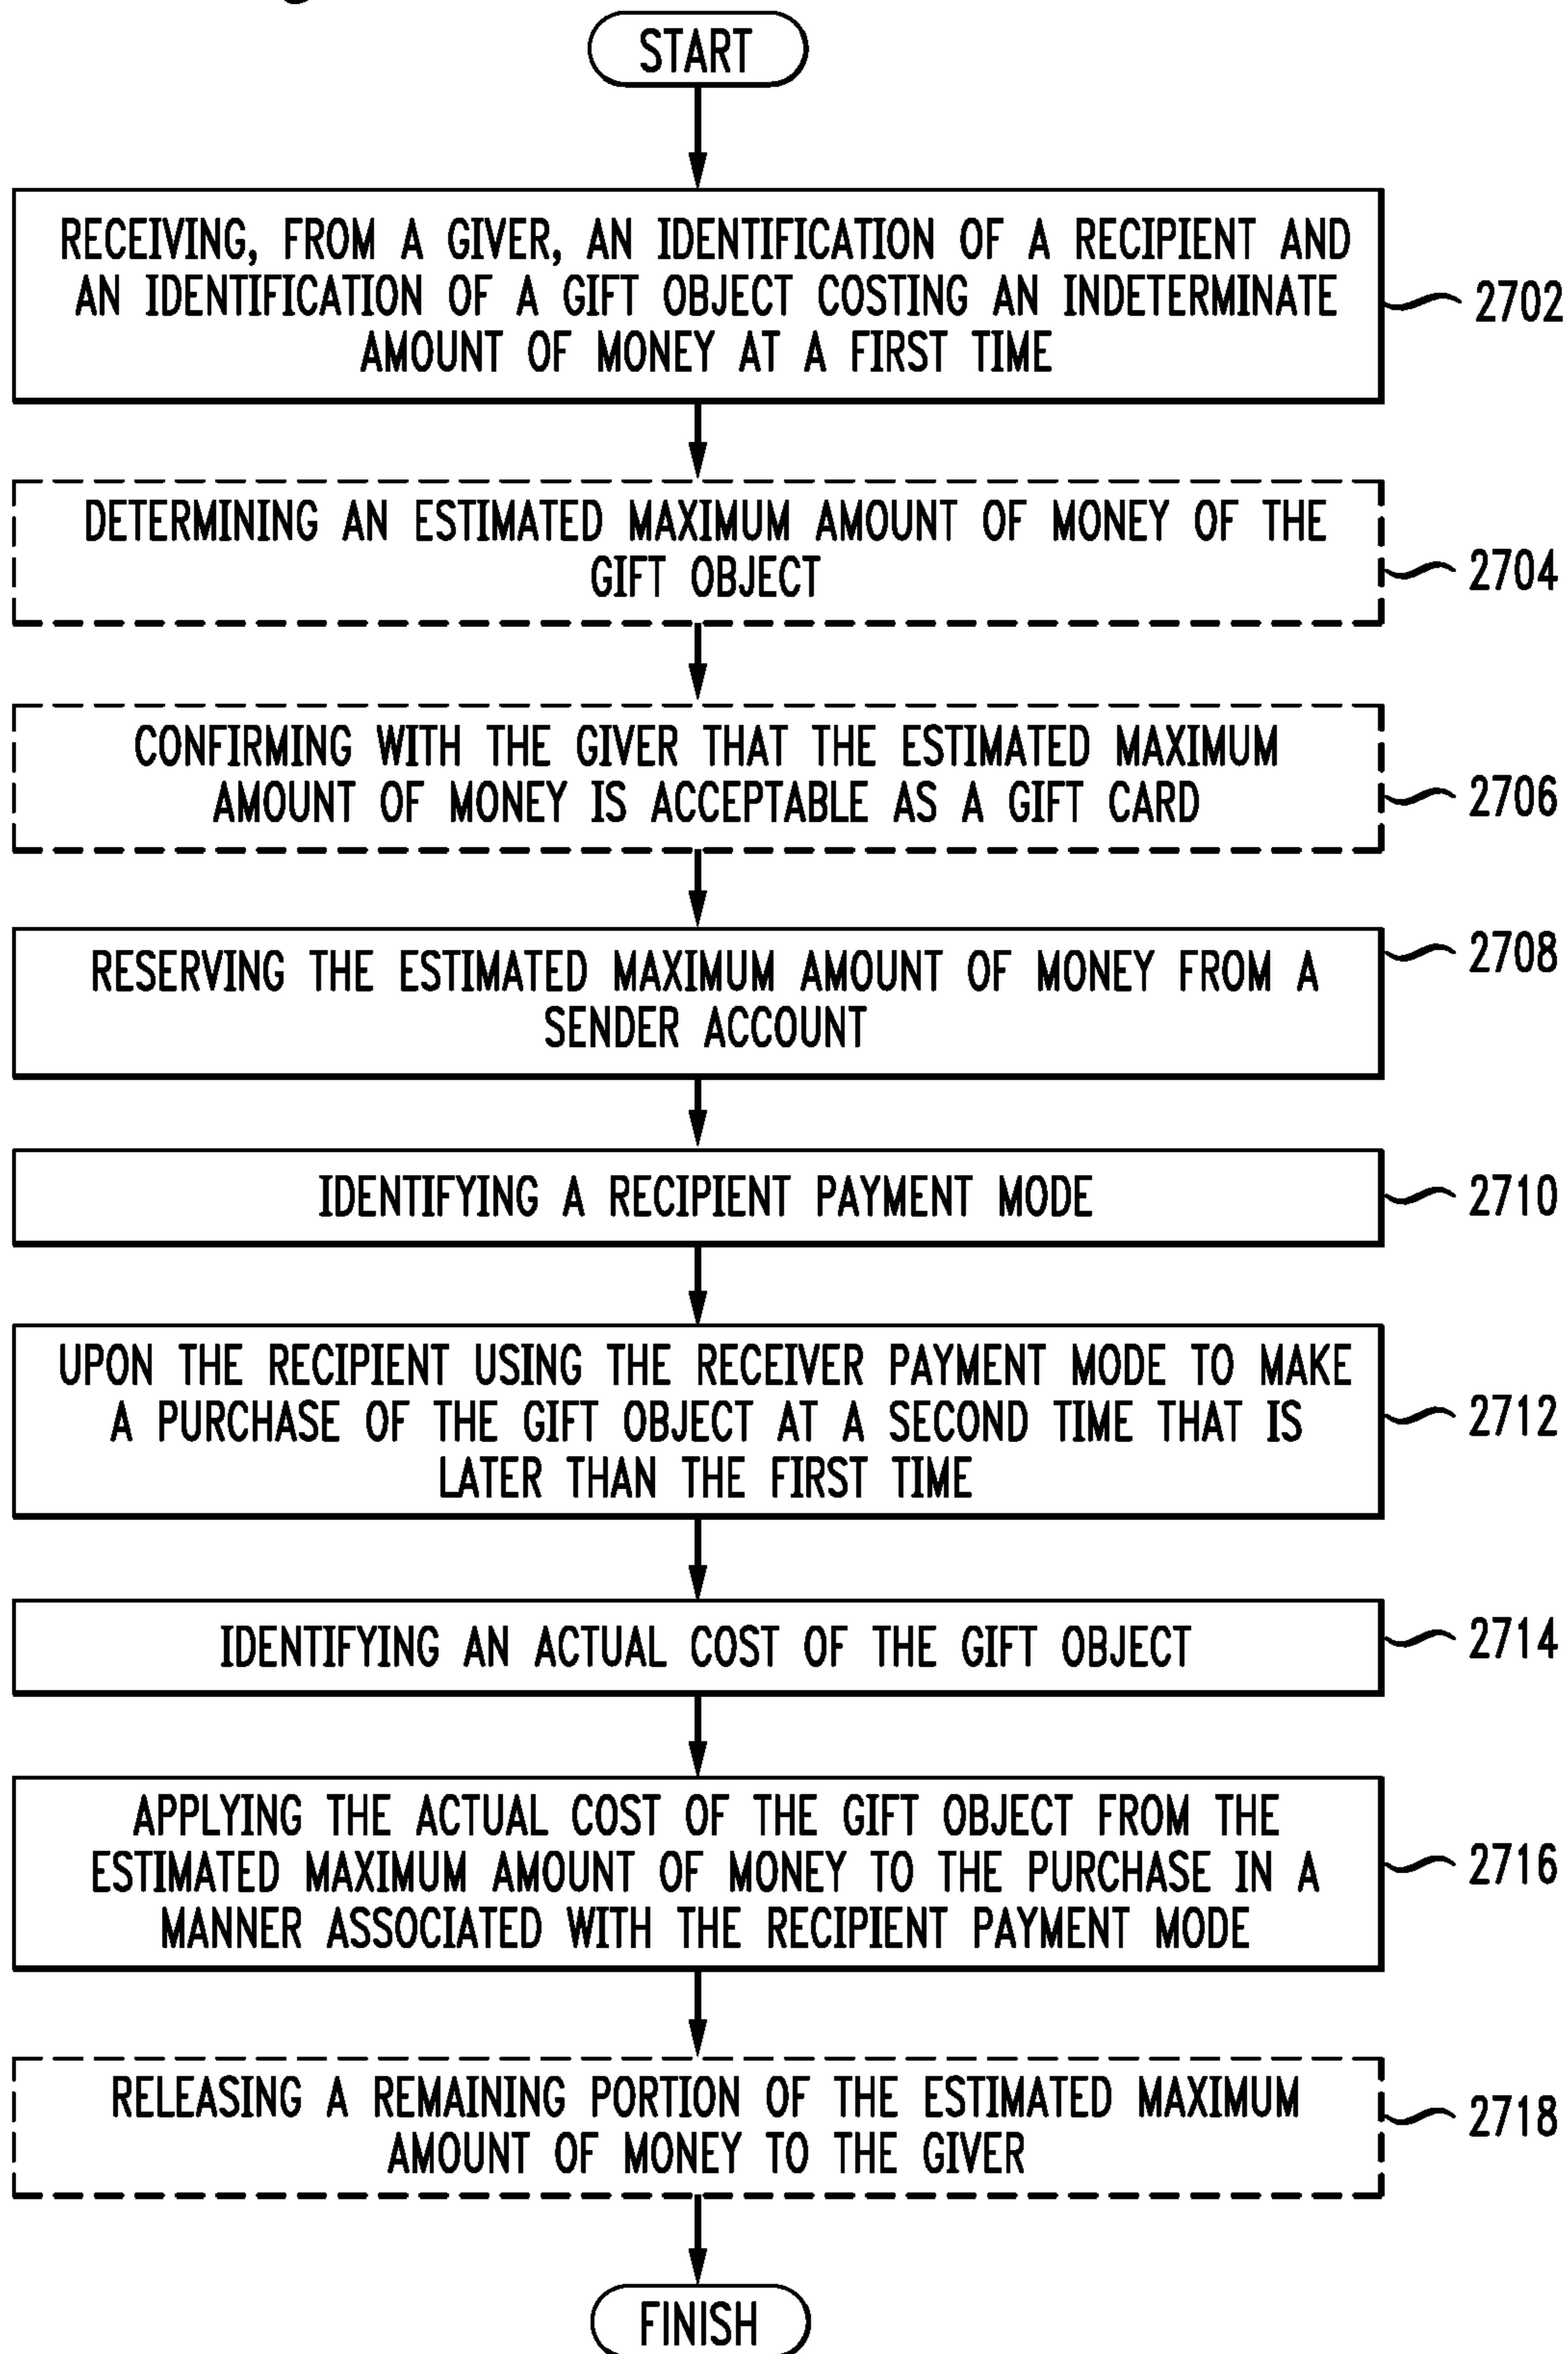 START
RECEIVING, FROM A GIVER, AN IDENTIFICATION OF A RECIPIENT AND
AN IDENTIFICATION OF A GIFT OBJECT COSTING AN INDETERMINATE
AMOUNT OF MONEY AT A FIRST TIME
2702
DETERMINING AN ESTIMATED MAXIMUM AMOUNT OF MONEY OF THE
GIFT OBJECT
2704
CONFIRMING WITH THE GIVER THAT THE ESTIMATED MAXIMUM
AMOUNT OF MONEY IS ACCEPTABLE AS A GIFT CARD
2706
RESERVING THE ESTIMATED MAXIMUM AMOUNT OF MONEY FROM A
SENDER ACCOUNT
2708
IDENTIFYING A RECIPIENT PAYMENT MODE
2710
UPON THE RECIPIENT USING THE RECEIVER PAYMENT MODE TO MAKE
A PURCHASE OF THE GIFT OBJECT AT A SECOND TIME THAT IS
LATER THAN THE FIRST TIME
2712
IDENTIFYING AN ACTUAL COST OF THE GIFT OBJECT
2714
APPLYING THE ACTUAL COST OF THE GIFT OBJECT FROM THE
ESTIMATED MAXIMUM AMOUNT OF MONEY TO THE PURCHASE IN A
MANNER ASSOCIATED WITH THE RECIPIENT PAYMENT MODE
2716
RELEASING A REMAINING PORTION OF THE ESTIMATED MAXIMUM
AMOUNT OF MONEY TO THE GIVER
2718
FINISH